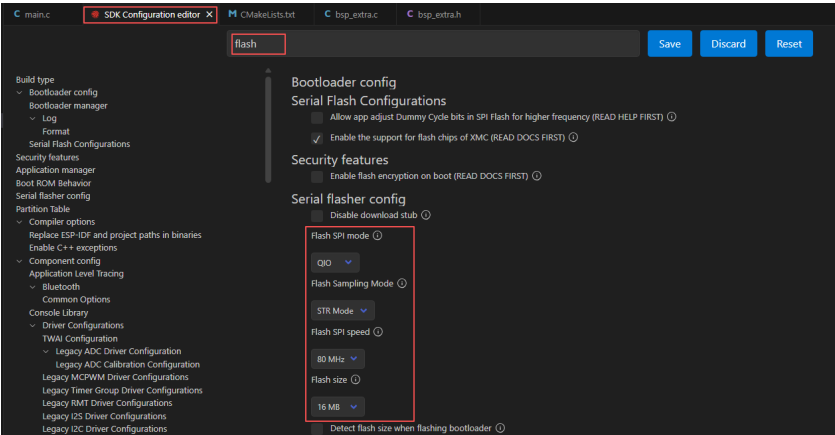 main.c SDK Configuration editor CMakeLists.txt bsp_extra.c bsp_extra.h
flash Save Discard Reset
Build type
Bootloader config
Bootloader manager
Log
Format
Serial Flash Configurations
Security features
Application manager
Boot ROM Behavior
Serial flasher config
Partition Table
Compiler options
Replace ESP-IDF and project paths in binaries
Enable C++ exceptions
Component config
Application Level Tracing
Bluetooth
Common Options
Console Library
Driver Configurations
TWAI Configuration
Legacy ADC Driver Configuration
Legacy ADC Calibration Configuration
Legacy MCPWM Driver Configurations
Legacy Timer Group Driver Configurations
Legacy RMT Driver Configurations
Legacy I2S Driver Configurations
Legacy I2C Driver Configurations
Bootloader config
Serial Flash Configurations
Allow app adjust Dummy Cycle bits in SPI Flash for higher frequency (READ HELP FIRST)
Enable the support for flash chips of XMC (READ DOCS FIRST)
Security features
Enable flash encryption on boot (READ DOCS FIRST)
Serial flasher config
Disable download stub
Flash SPI mode
QIO
Flash Sampling Mode
STR Mode
Flash SPI speed
80 MHz
Flash size
16 MB
Detect flash size when flashing bootloader